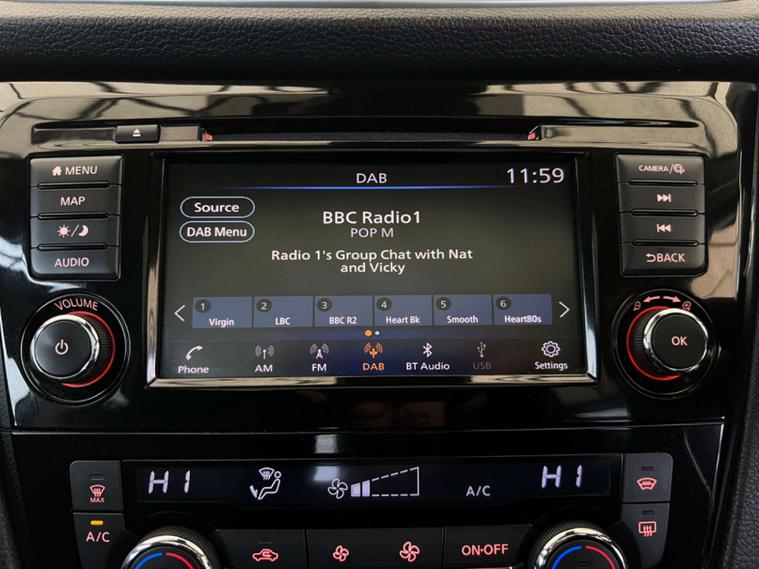 MENU
MAP
AUDIO
VOLUME
DAB
11:59
Source
DAB Menu
BBC Radio1
POP M
Radio 1's Group Chat with Nat
and Vicky
1
Virgin
2
LBC
3
BBC R2
4
Heart Bk
5
Smooth
6
Heart80s
Phone
AM
FM
DAB
BT Audio
USB
Settings
CAMERA/
BACK
OK
MAX
A/C
HI
A/C
HI
ON·OFF